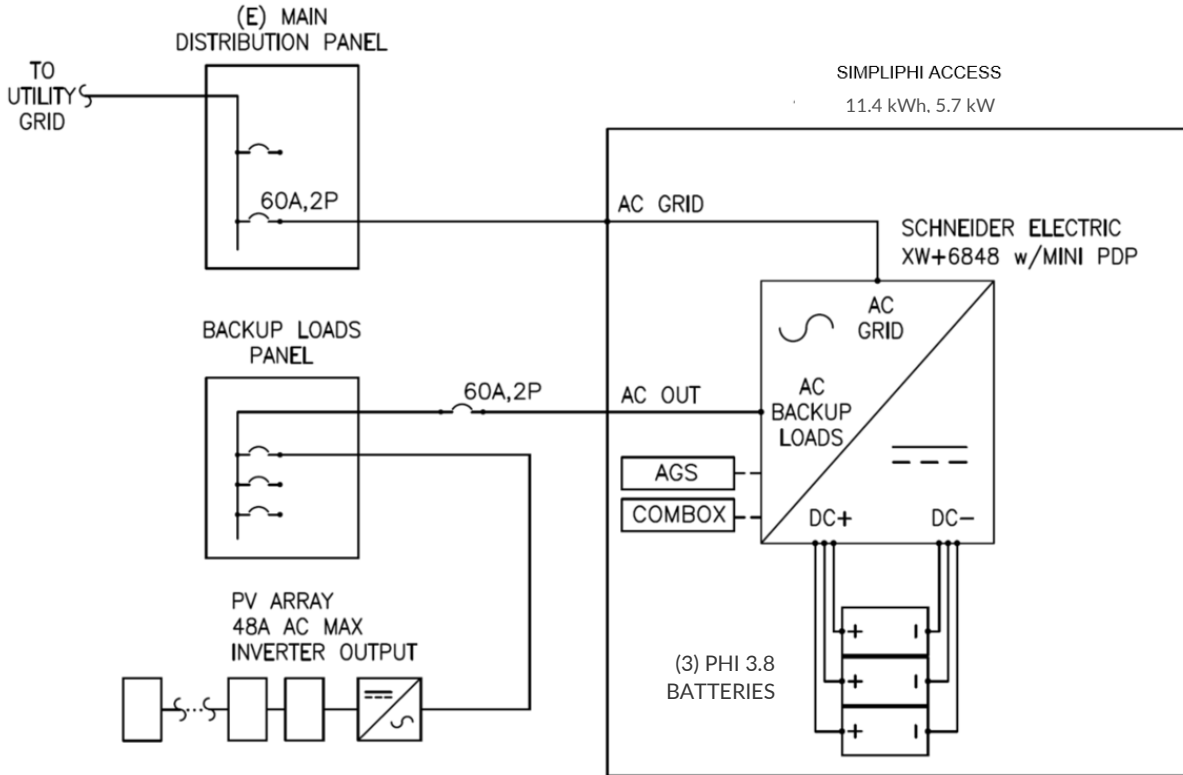 (E) MAIN
DISTRIBUTION PANEL
TO
UTILITY
GRID
60A,2P
SIMPLIPHI ACCESS
11.4 kWh, 5.7 kW
AC GRID
SCHNEIDER ELECTRIC
XW+6848 w/MINI PDP
AC
GRID
BACKUP LOADS
PANEL
60A,2P
AC OUT
AC
BACKUP
LOADS
AGS
COMBOX
DC+
DC-
PV ARRAY
48A AC MAX
INVERTER OUTPUT
(3) PHI 3.8
BATTERIES